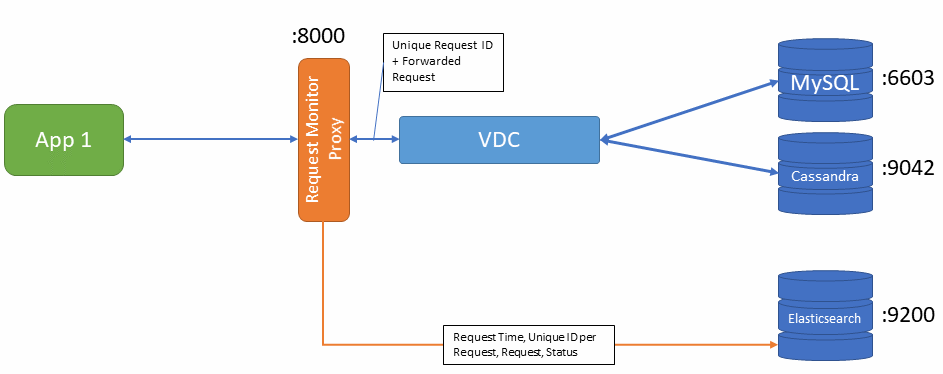 :8000
Unique Request ID
+ Forwarded
Request
MySQL
:6603
App 1
Request Monitor
Proxy
VDC
Cassandra
:9042
Elasticsearch
:9200
Request Time, Unique ID per
Request, Request, Status